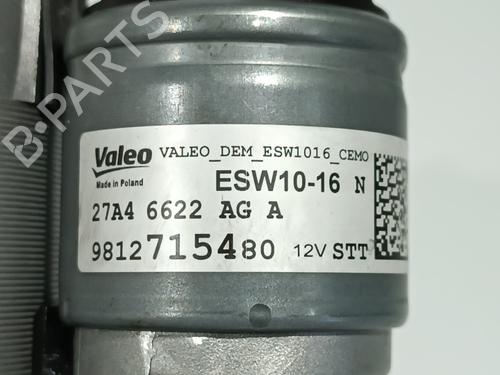 Valeo VALEO_DEM_ESW1016_CEMO
Made in Poland
ESW10-16 N
27A4 6622 AG A
9812715480 12V STT
B-PARTS